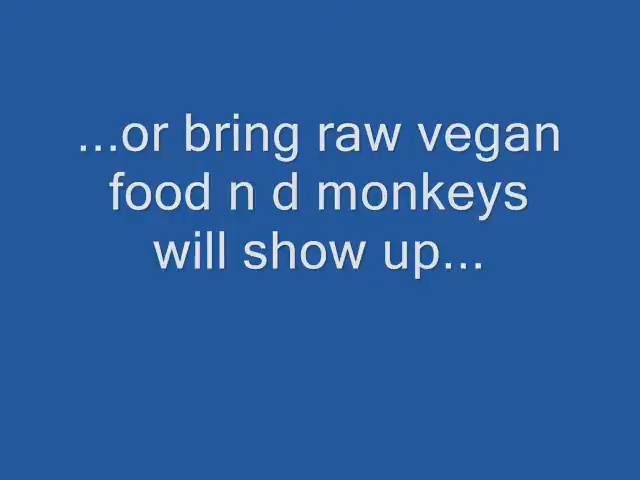 ...or bring raw vegan
food n d monkeys
will show up...